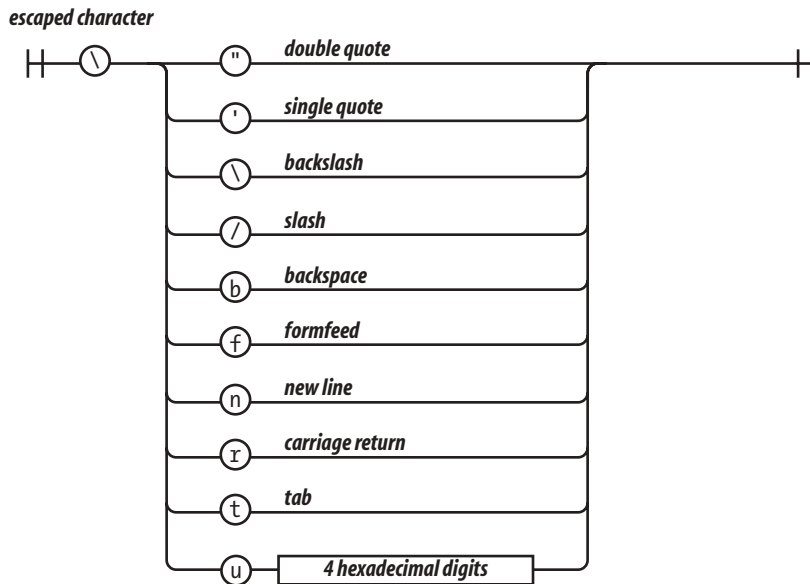 escaped character
\ " double quote
' single quote
\ backslash
/ slash
b backspace
f formfeed
n new line
r carriage return
t tab
u 4 hexadecimal digits